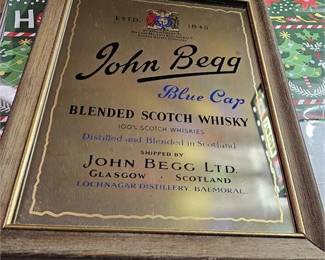 H
ESTD. 1845
John Begg
Blue Cap
BLENDED SCOTCH WHISKY
100% SCOTCH WHISKIES
Distilled and Blended in Scotland
SHIPPED BY
JOHN BEGG LTD.
GLASGOW · SCOTLAND
LOCHNAGAR DISTILLERY, BALMORAL.